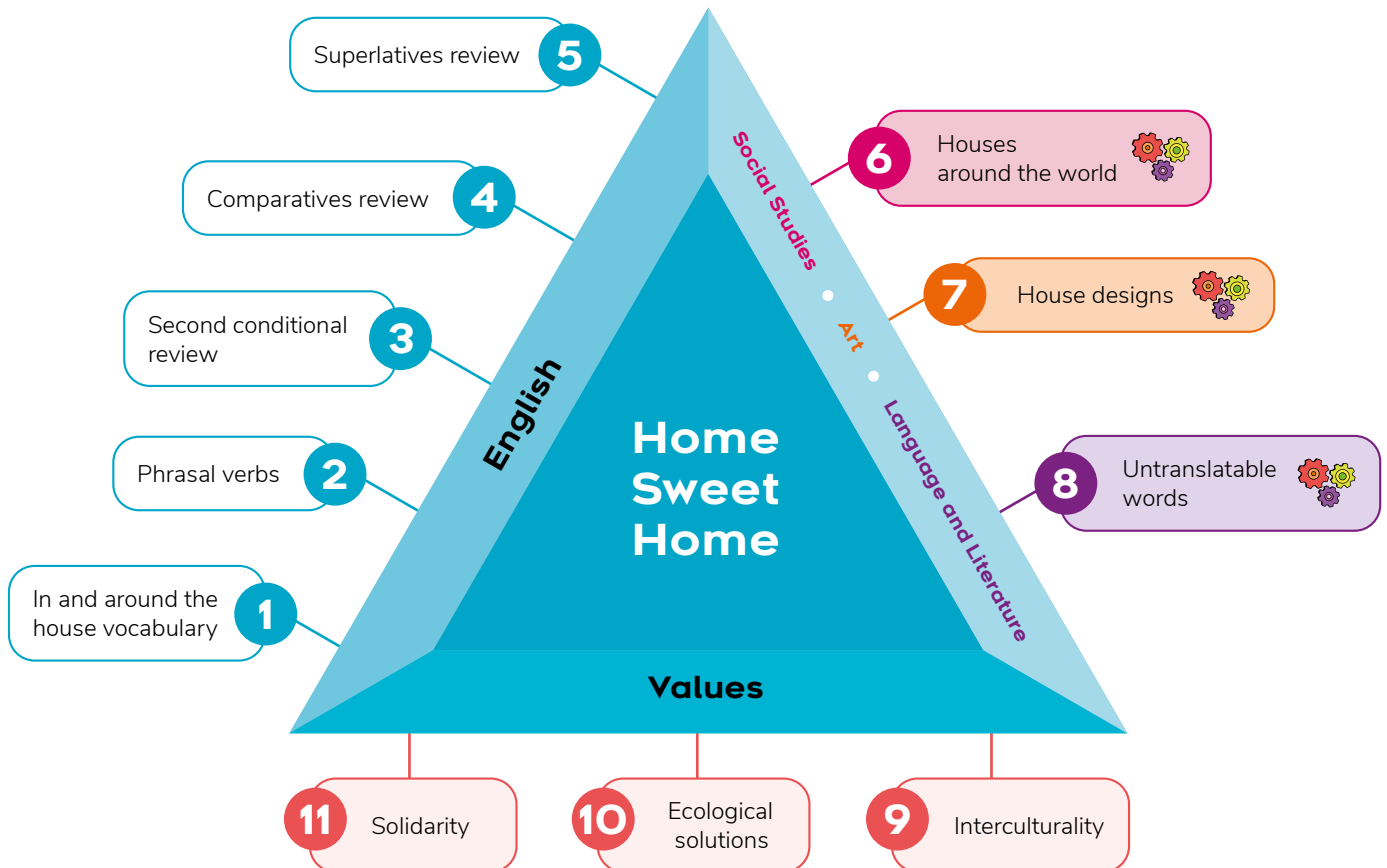 Superlatives review
5
Comparatives review
4
Second conditional
review
3
Phrasal verbs
2
In and around the
house vocabulary
1
English
Home
Sweet
Home
Social Studies • Art • Language and Literature
6
Houses
around the world
7
House designs
8
Untranslatable
words
Values
11
Solidarity
10
Ecological
solutions
9
Interculturality